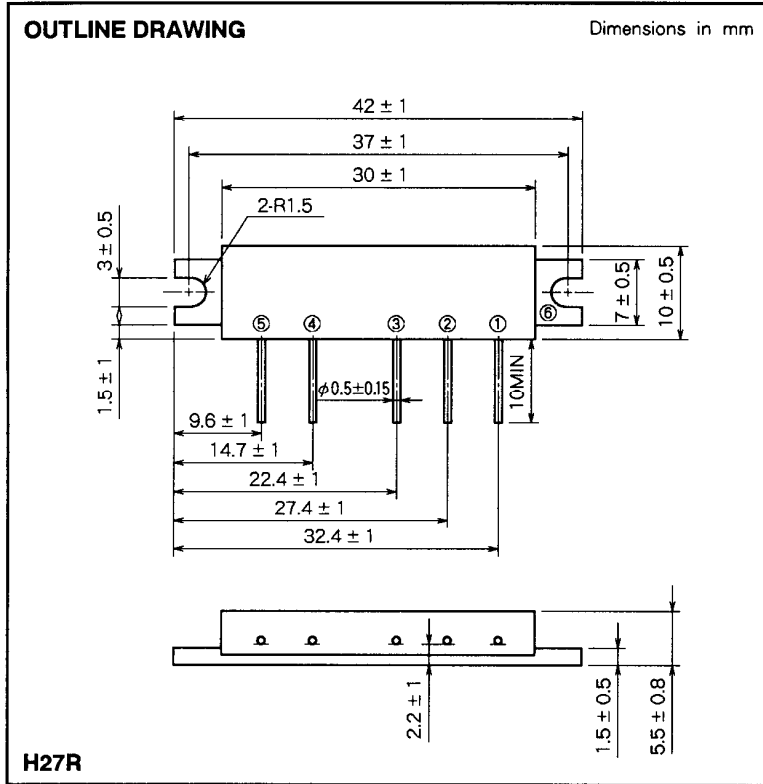 OUTLINE DRAWING
Dimensions in mm
42 ± 1
37 ± 1
30 ± 1
2-R1.5
3 ± 0.5
1.5 ± 1
7 ± 0.5
10 ± 0.5
⑥
⑤ ④ ③ ② ①
φ0.5±0.15
10MIN
9.6 ± 1
14.7 ± 1
22.4 ± 1
27.4 ± 1
32.4 ± 1
2.2 ± 1
1.5 ± 0.5
5.5 ± 0.8
H27R